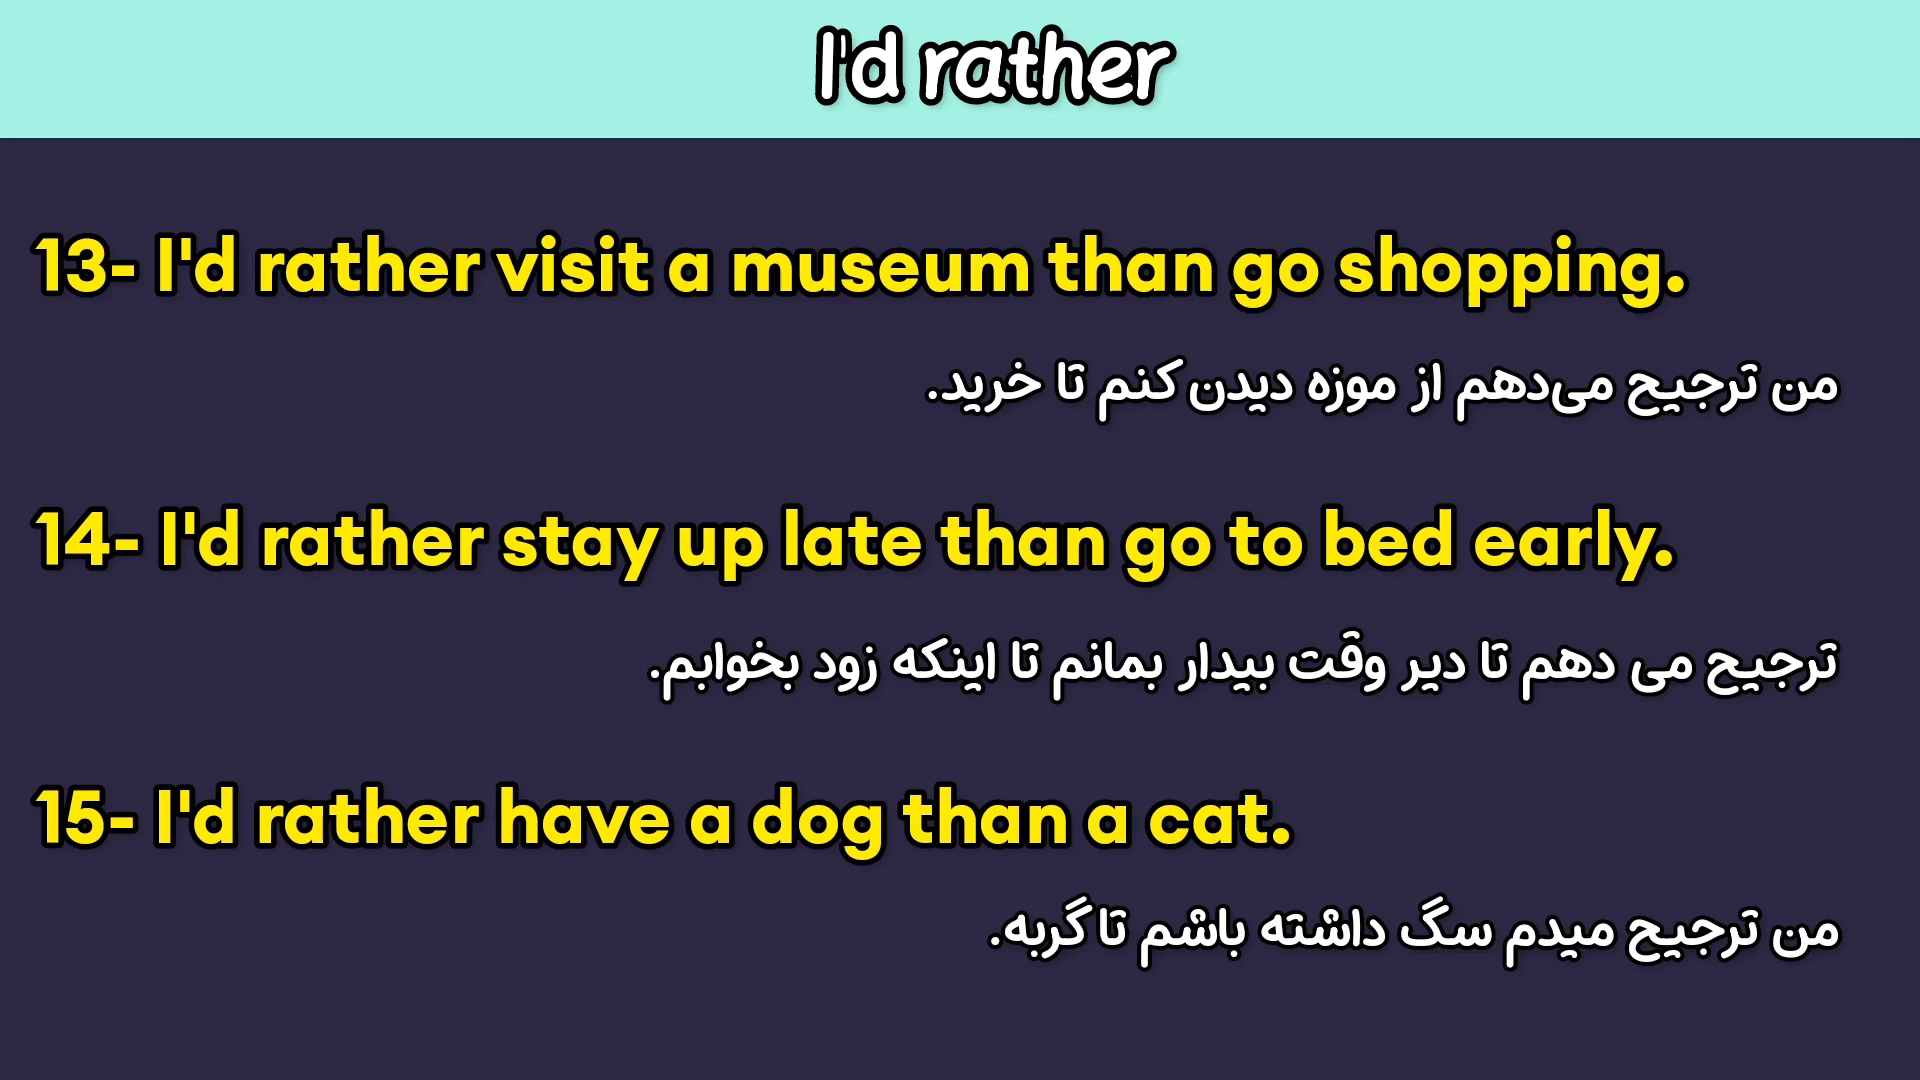 I'd rather
13- I'd rather visit a museum than go shopping.
من ترجیح می‌دهم از موزه دیدن کنم تا خرید.
14- I'd rather stay up late than go to bed early.
ترجیح می دهم تا دیر وقت بیدار بمانم تا اینکه زود بخوابم.
15- I'd rather have a dog than a cat.
من ترجیح میدم سگ داشته باشم تا گربه.